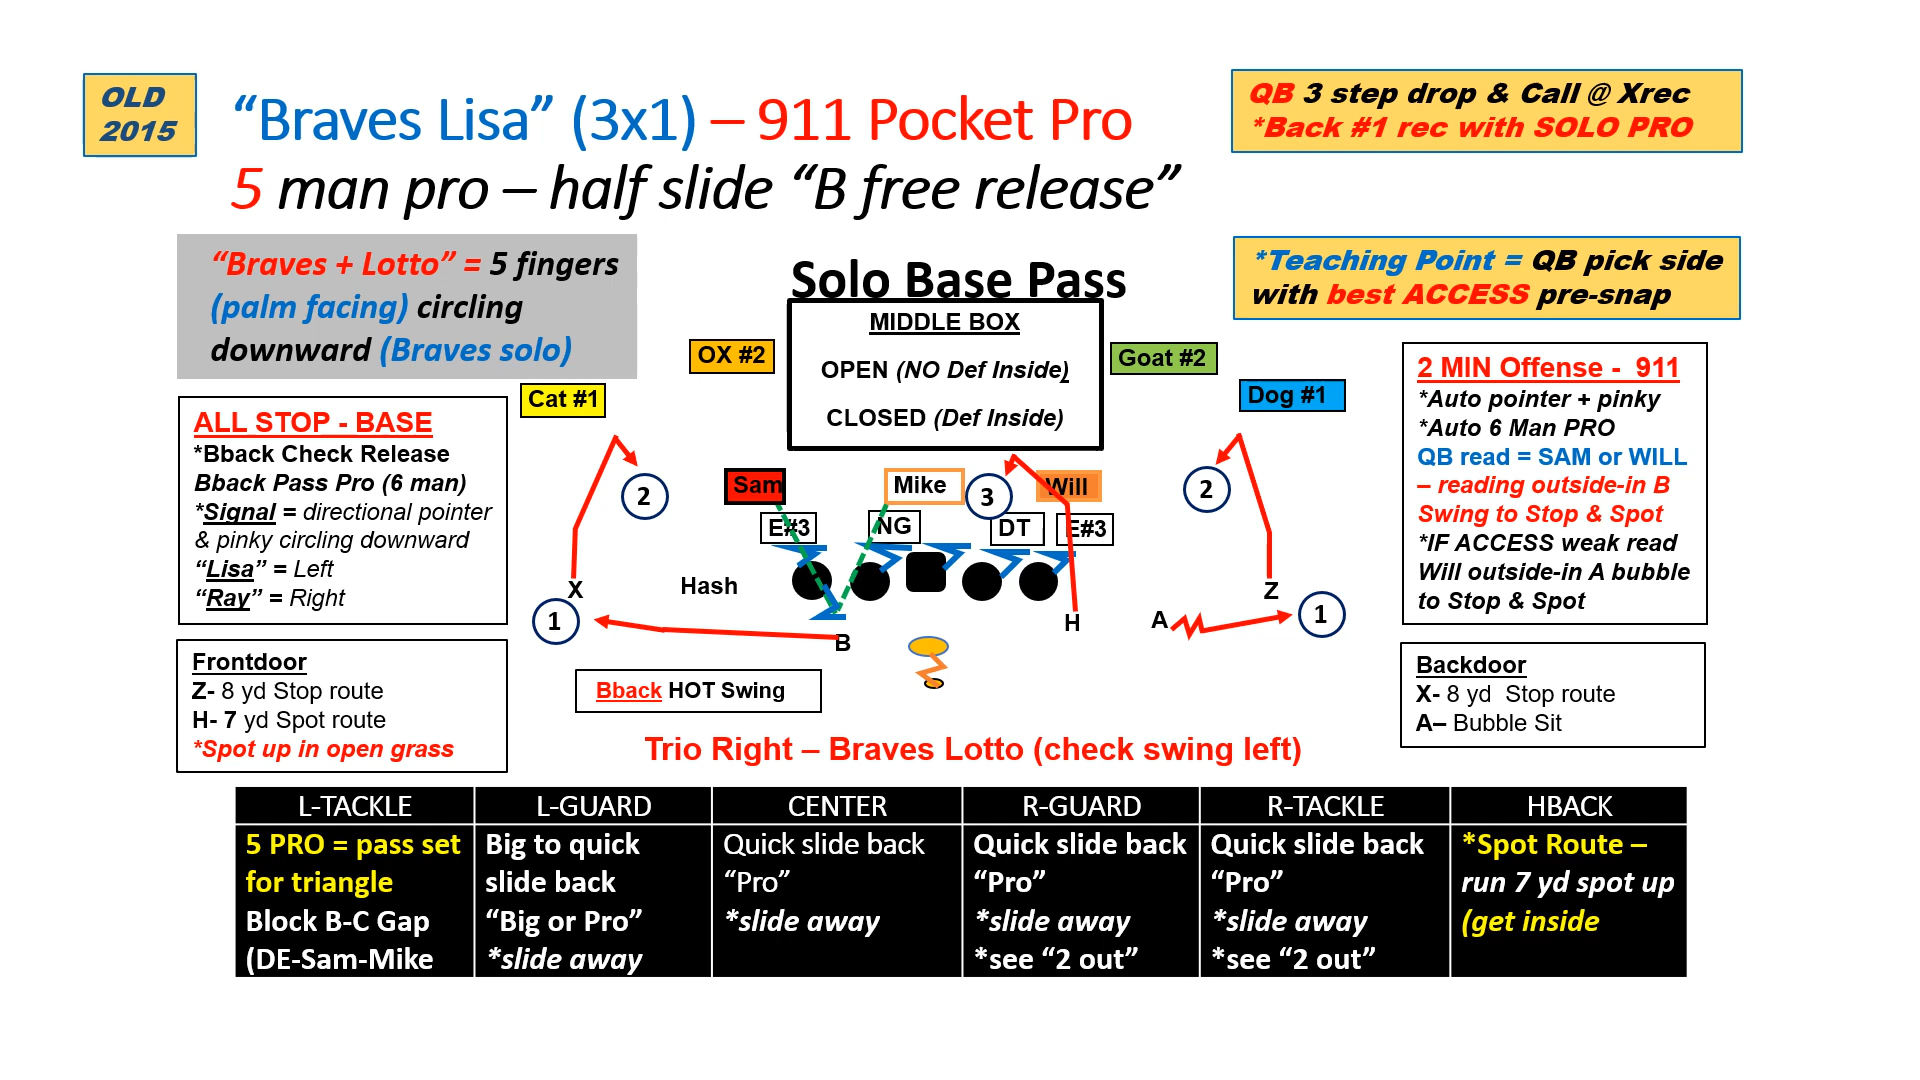 OLD
2015
“Braves Lisa” (3x1) – 911 Pocket Pro
5 man pro – half slide “B free release”
QB 3 step drop & Call @ Xrec
*Back #1 rec with SOLO PRO
“Braves + Lotto” = 5 fingers
(palm facing) circling
downward (Braves solo)
Solo Base Pass
*Teaching Point = QB pick side
with best ACCESS pre-snap
MIDDLE BOX
OPEN (NO Def Inside)
CLOSED (Def Inside)
OX #2
Goat #2
Cat #1
Dog #1
ALL STOP - BASE
*Bback Check Release
Bback Pass Pro (6 man)
*Signal = directional pointer
& pinky circling downward
“Lisa” = Left
“Ray” = Right
2 MIN Offense - 911
*Auto pointer + pinky
*Auto 6 Man PRO
QB read = SAM or WILL
– reading outside-in B
Swing to Stop & Spot
*IF ACCESS weak read
Will outside-in A bubble
to Stop & Spot
2
Sam
Mike
3
Will
2
E#3
NG
DT
E#3
X
Hash
Z
1
H
A
1
B
Frontdoor
Z- 8 yd Stop route
H- 7 yd Spot route
*Spot up in open grass
Bback HOT Swing
Backdoor
X- 8 yd Stop route
A– Bubble Sit
Trio Right – Braves Lotto (check swing left)
L-TACKLE
L-GUARD
CENTER
R-GUARD
R-TACKLE
HBACK
5 PRO = pass set
for triangle
Block B-C Gap
(DE-Sam-Mike
Big to quick
slide back
“Big or Pro”
*slide away
Quick slide back
“Pro”
*slide away
Quick slide back
“Pro”
*slide away
*see “2 out”
Quick slide back
“Pro”
*slide away
*see “2 out”
*Spot Route –
run 7 yd spot up
(get inside